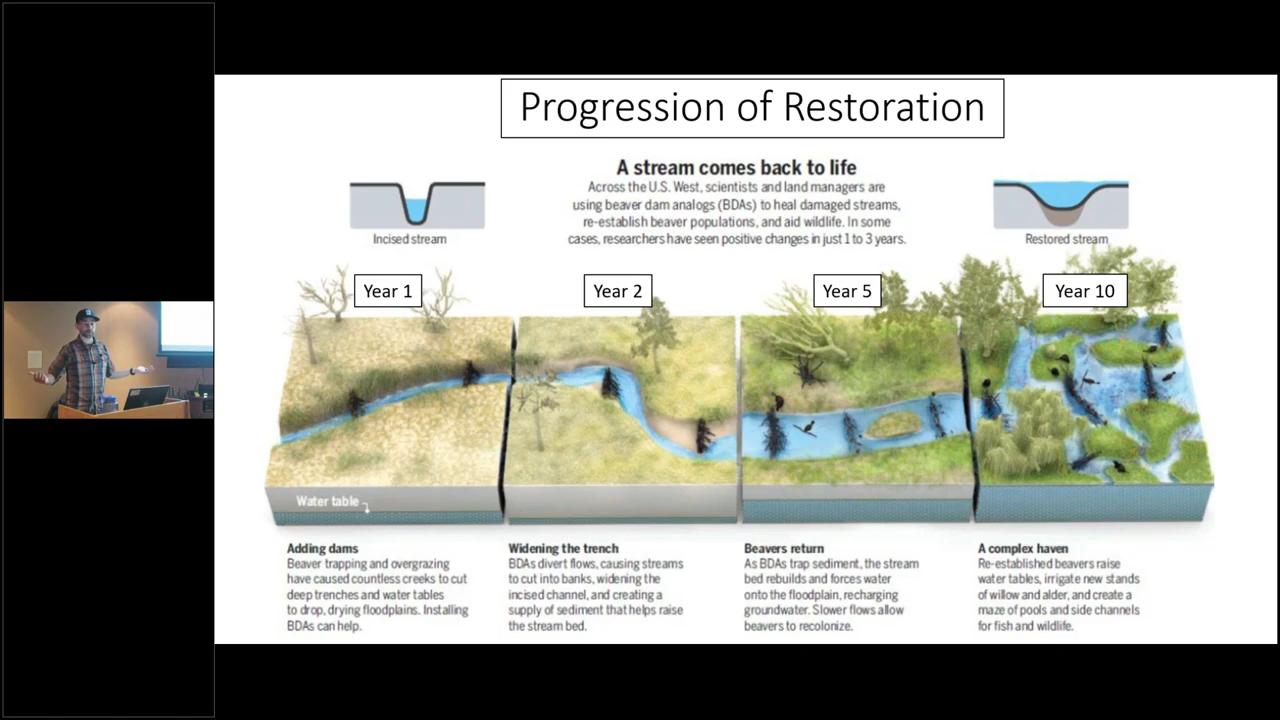 Progression of Restoration
A stream comes back to life
Across the U.S. West, scientists and land managers are
using beaver dam analogs (BDAs) to heal damaged streams,
re-establish beaver populations, and aid wildlife. In some
cases, researchers have seen positive changes in just 1 to 3 years.
Incised stream
Restored stream
Year 1
Year 2
Year 5
Year 10
Water table
Adding dams
Beaver trapping and overgrazing
have caused countless creeks to cut
deep trenches and water tables
to drop, drying floodplains. Installing
BDAs can help.
Widening the trench
BDAs divert flows, causing streams
to cut into banks, widening the
incised channel, and creating a
supply of sediment that helps raise
the stream bed.
Beavers return
As BDAs trap sediment, the stream
bed rebuilds and forces water
onto the floodplain, recharging
groundwater. Slower flows allow
beavers to recolonize.
A complex haven
Re-established beavers raise
water tables, irrigate new stands
of willow and alder, and create a
maze of pools and side channels
for fish and wildlife.